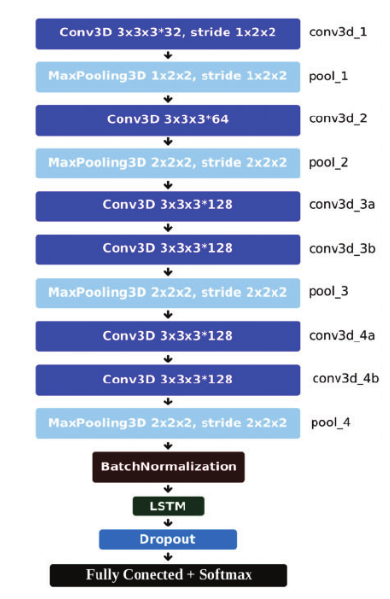 Conv3D 3x3x3*32, stride 1x2x2 conv3d_1
MaxPooling3D 1x2x2, stride 1x2x2 pool_1
Conv3D 3x3x3*64 conv3d_2
MaxPooling3D 2x2x2, stride 2x2x2 pool_2
Conv3D 3x3x3*128 conv3d_3a
Conv3D 3x3x3*128 conv3d_3b
MaxPooling3D 2x2x2, stride 2x2x2 pool_3
Conv3D 3x3x3*128 conv3d_4a
Conv3D 3x3x3*128 conv3d_4b
MaxPooling3D 2x2x2, stride 2x2x2 pool_4
BatchNormalization
LSTM
Dropout
Fully Conected + Softmax